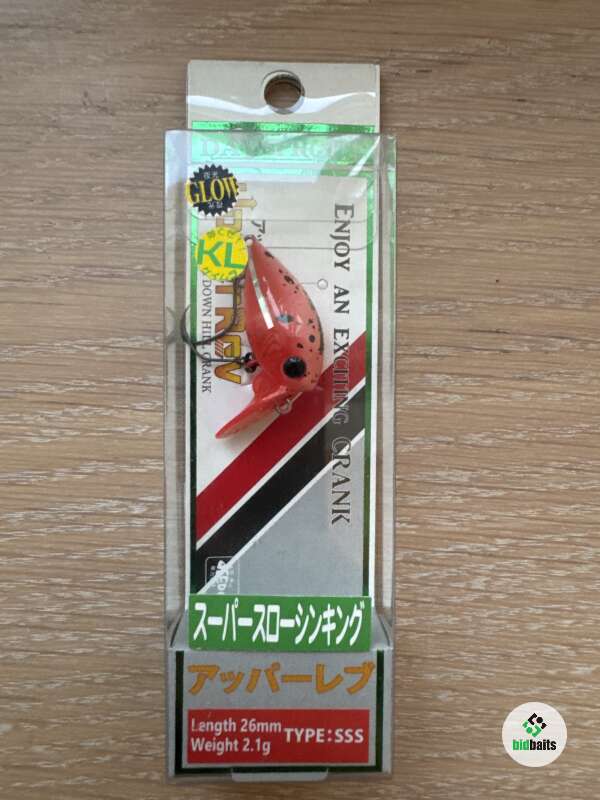 GLOW
KL
ENJOY AN EXCITING CRANK
DOWN HILL CRANK
スーパースローシンキング
アッパーレブ
Length 26mm
Weight 2.1g
TYPE:SSS
bidbaits